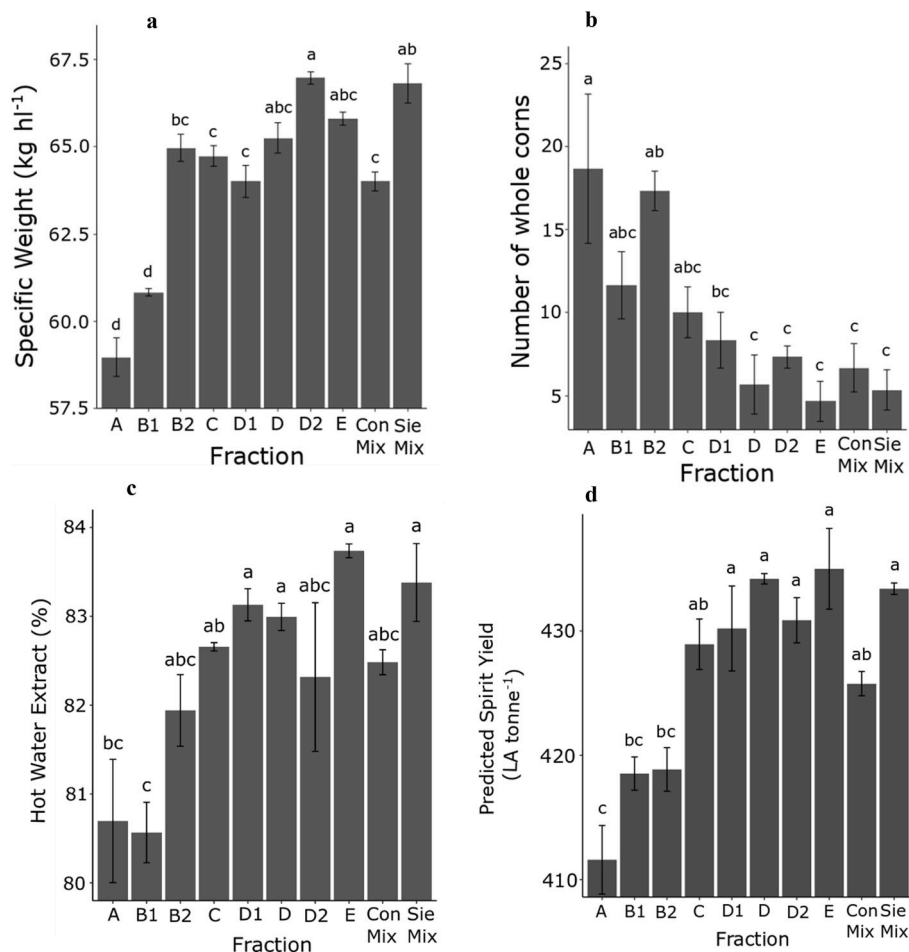 a
Specific Weight (kg hl⁻¹)
67.5
65.0
62.5
60.0
57.5
d
d
bc
c
c
abc
a
abc
c
ab
A B1 B2 C D1 D D2 E Con Sie
Mix Mix
Fraction
b
Number of whole corns
25
20
15
10
5
a
abc
ab
abc
bc
c
c
c
c
c
A B1 B2 C D1 D D2 E Con Sie
Mix Mix
Fraction
c
Hot Water Extract (%)
84
83
82
81
80
bc
c
abc
ab
a
a
abc
a
abc
a
A B1 B2 C D1 D D2 E Con Sie
Mix Mix
Fraction
d
Predicted Spirit Yield
(LA tonne⁻¹)
430
420
410
c
bc
bc
ab
a
a
a
a
ab
a
A B1 B2 C D1 D D2 E Con Sie
Mix Mix
Fraction